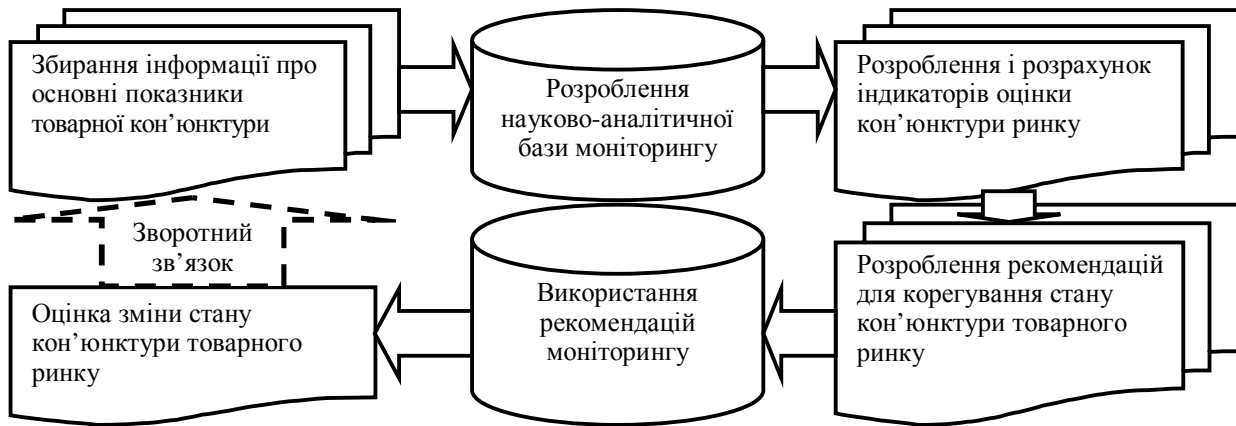 Збирання інформації про
основні показники
товарної кон’юнктури
Розроблення
науково-аналітичної
бази моніторингу
Розроблення і розрахунок
індикаторів оцінки
кон’юнктури ринку
Розроблення рекомендацій
для корегування стану
кон’юнктури товарного
ринку
Використання
рекомендацій
моніторингу
Оцінка зміни стану
кон’юнктури товарного
ринку
Зворотний
зв’язок